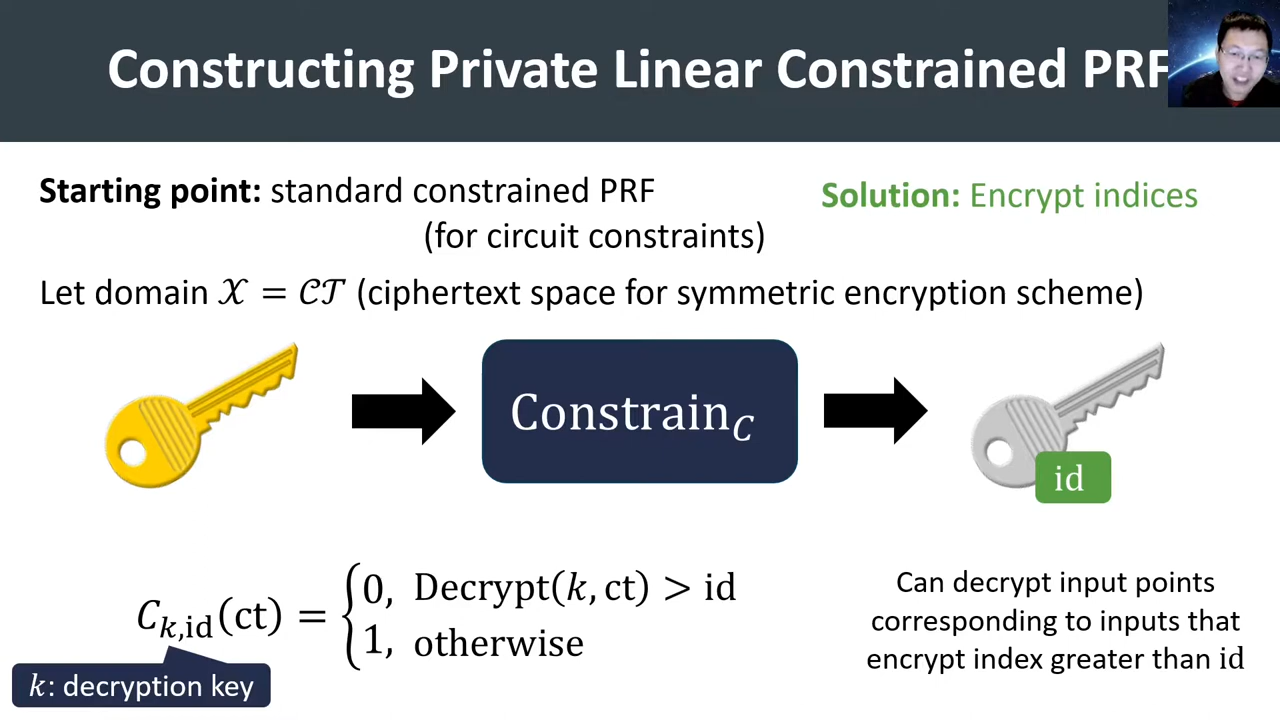 Constructing Private Linear Constrained PRF
Starting point: standard constrained PRF
(for circuit constraints)
Solution: Encrypt indices
Let domain 𝒳 = 𝒞𝒯 (ciphertext space for symmetric encryption scheme)
Constrain_C
id
C_{k,id}(ct) = { 0, Decrypt(k, ct) > id
1, otherwise
k: decryption key
Can decrypt input points
corresponding to inputs that
encrypt index greater than id